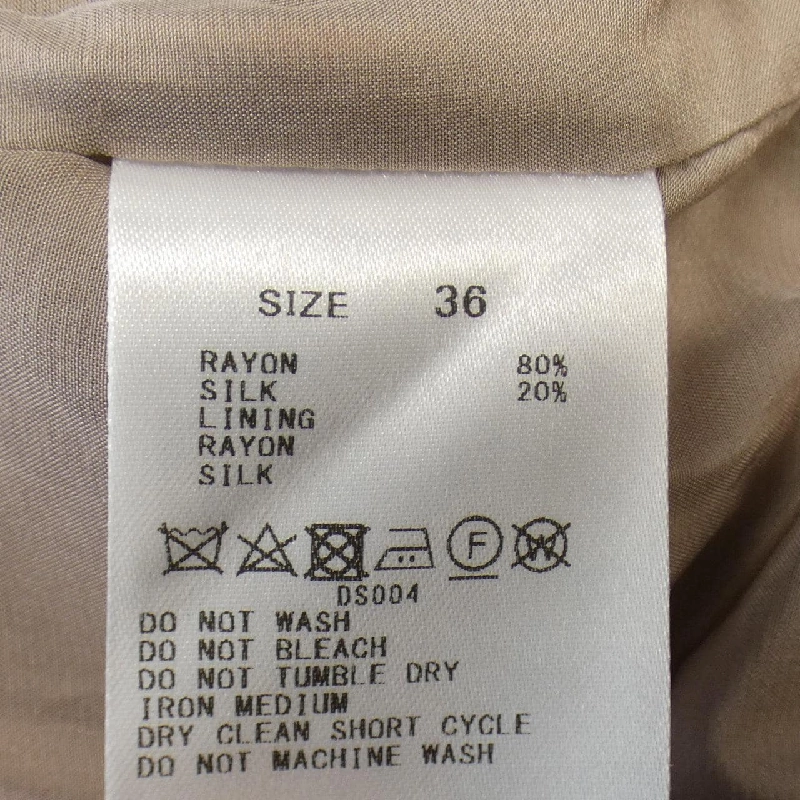 SIZE 36
RAYON 80%
SILK 20%
LINING
RAYON
SILK
F W
DS004
DO NOT WASH
DO NOT BLEACH
DO NOT TUMBLE DRY
IRON MEDIUM
DRY CLEAN SHORT CYCLE
DO NOT MACHINE WASH